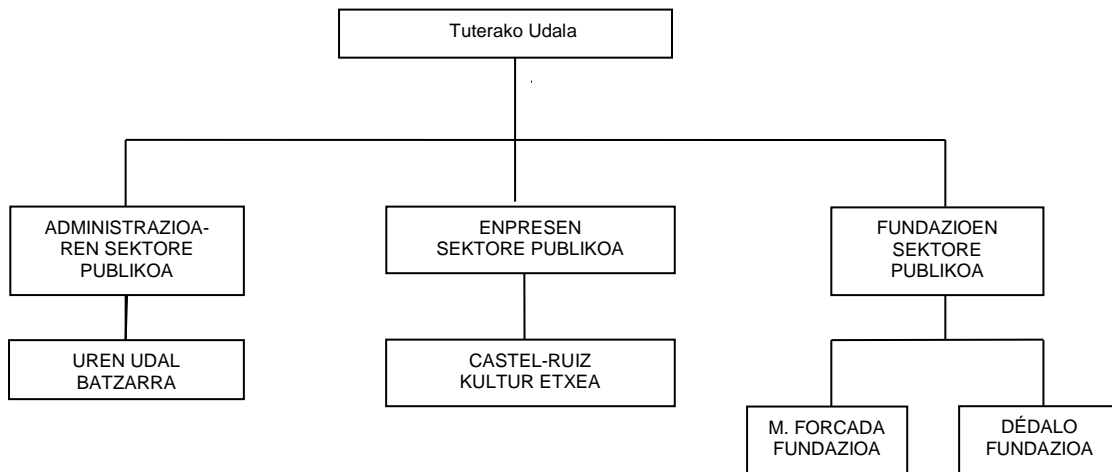 Tuterako Udala
ADMINISTRAZIOA-
REN SEKTORE
PUBLIKOA
ENPRESEN
SEKTORE PUBLIKOA
FUNDAZIOEN
SEKTORE
PUBLIKOA
UREN UDAL
BATZARRA
CASTEL-RUIZ
KULTUR ETXEA
M. FORCADA
FUNDAZIOA
DÉDALO
FUNDAZIOA